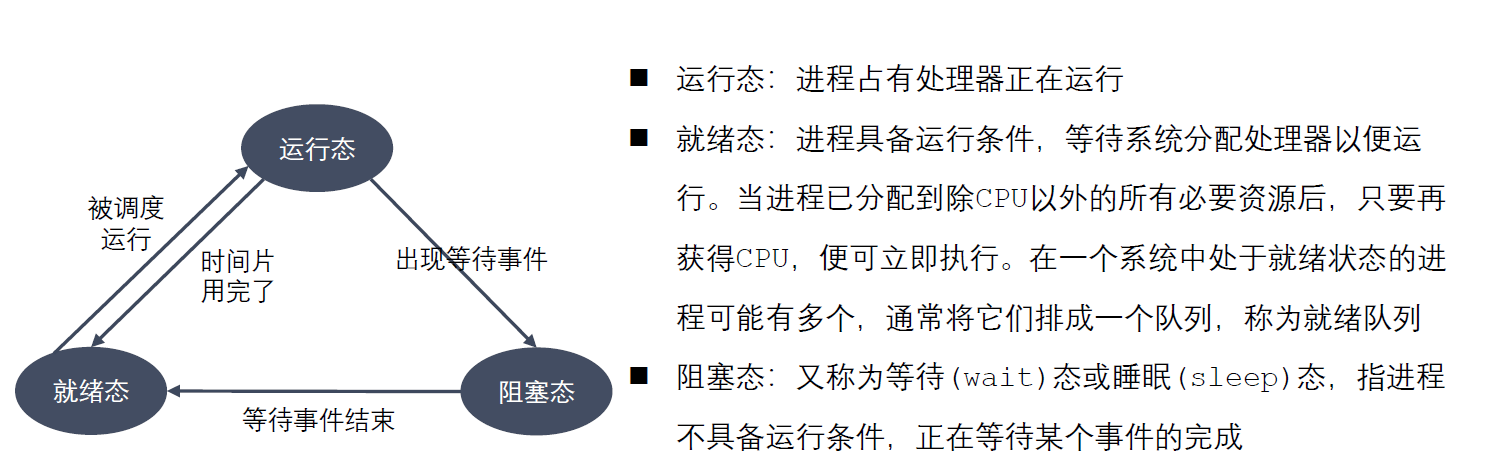 运行态
被调度
运行
时间片
用完了
出现等待事件
就绪态
阻塞态
等待事件结束
■ 运行态：进程占有处理器正在运行
■ 就绪态：进程具备运行条件，等待系统分配处理器以便运
行。当进程已分配到除CPU以外的所有必要资源后，只要再
获得CPU，便可立即执行。在一个系统中处于就绪状态的进
程可能有多个，通常将它们排成一个队列，称为就绪队列
■ 阻塞态：又称为等待(wait)态或睡眠(sleep)态，指进程
不具备运行条件，正在等待某个事件的完成